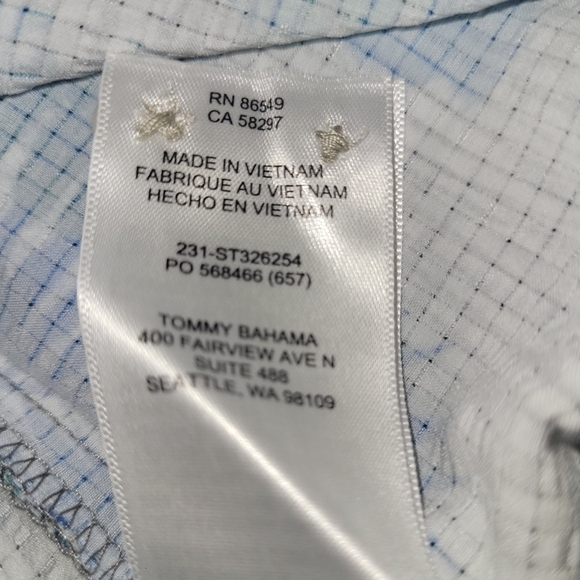 RN 86549
CA 58297
MADE IN VIETNAM
FABRIQUE AU VIETNAM
HECHO EN VIETNAM
231-ST326254
PO 568466 (657)
TOMMY BAHAMA
400 FAIRVIEW AVE N
SUITE 488
SEATTLE, WA 98109